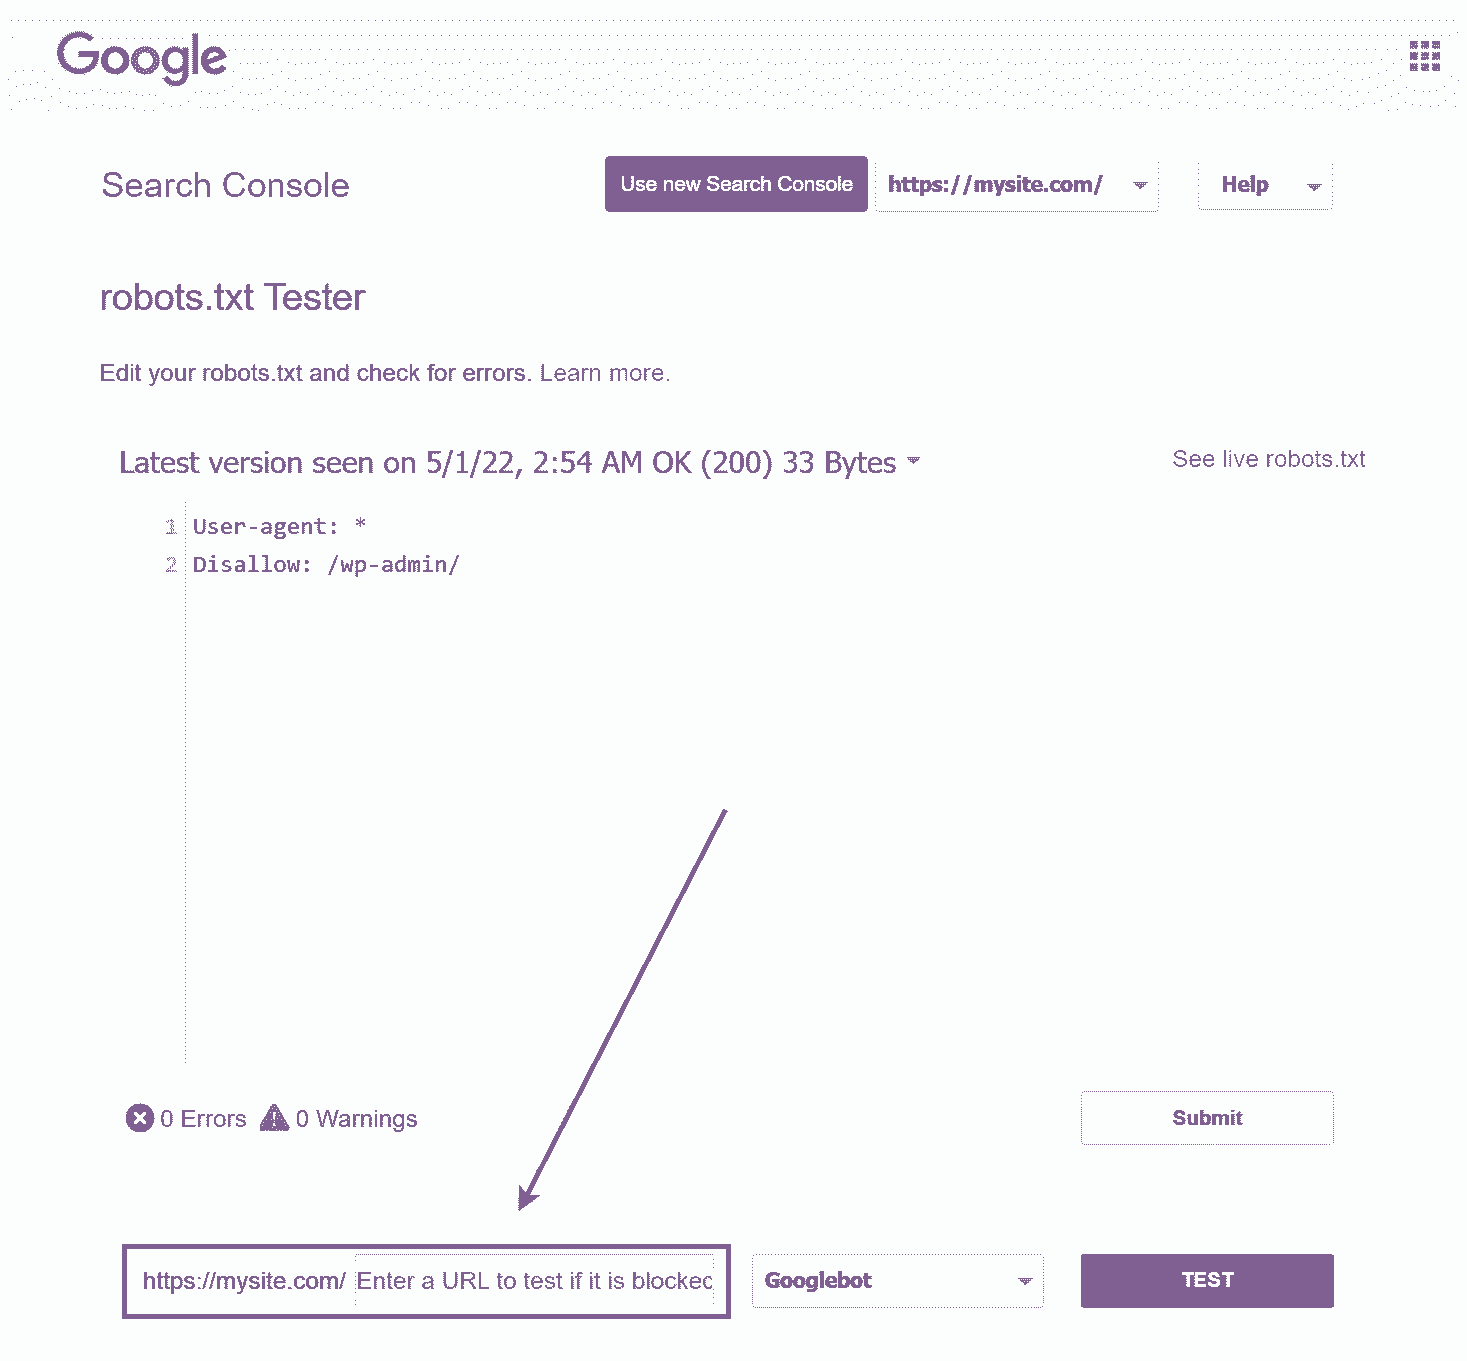 Google
Search Console
Use new Search Console
https://mysite.com/
Help
robots.txt Tester
Edit your robots.txt and check for errors. Learn more.
Latest version seen on 5/1/22, 2:54 AM OK (200) 33 Bytes
See live robots.txt
1 User-agent: *
2 Disallow: /wp-admin/
0 Errors 0 Warnings
Submit
https://mysite.com/ Enter a URL to test if it is blocked
Googlebot
TEST